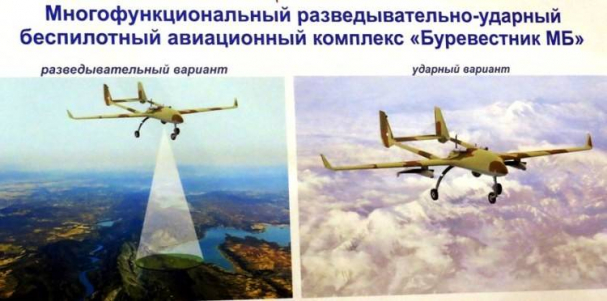 Многофункциональный разведывательно-ударный
беспилотный авиационный комплекс «Буревестник МБ»
разведывательный вариант
ударный вариант